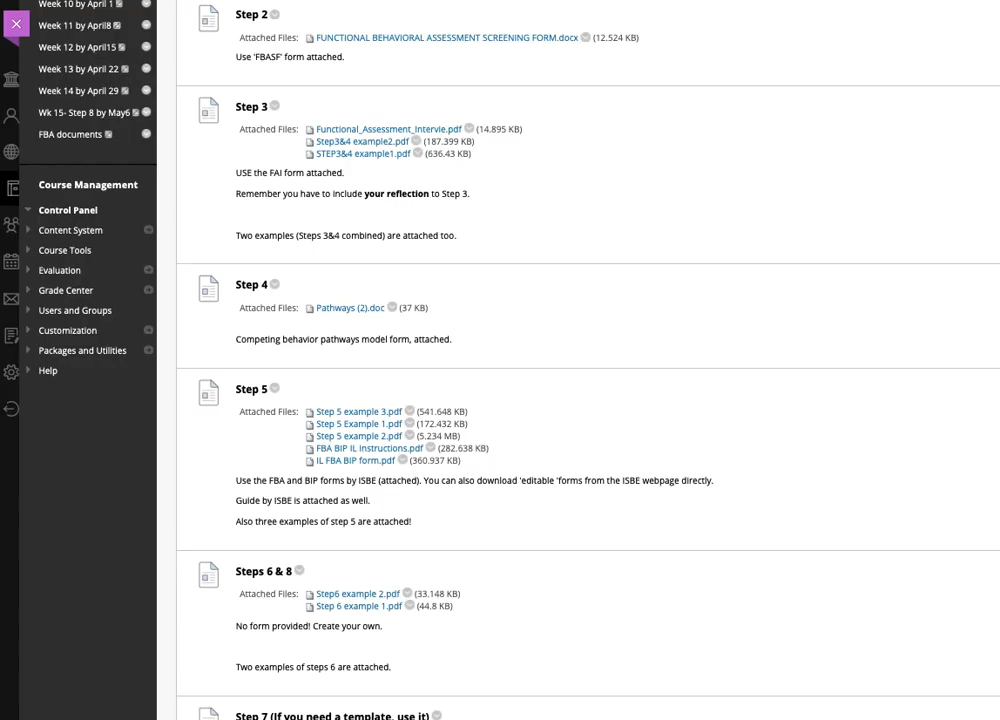 Week 10 by April 1
Week 11 by April8
Week 12 by April15
Week 13 by April 22
Week 14 by April 29
Wk 15- Step 8 by May6
FBA documents
Course Management
Control Panel
Content System
Course Tools
Evaluation
Grade Center
Users and Groups
Customization
Packages and Utilities
Help
Step 2
Attached Files: FUNCTIONAL BEHAVIORAL ASSESSMENT SCREENING FORM.docx (12.524 KB)
Use 'FBASF' form attached.
Step 3
Attached Files: Functional_Assessment_Intervie.pdf (14.895 KB)
Step3&4 example2.pdf (187.399 KB)
STEP3&4 example1.pdf (636.43 KB)
USE the FAI form attached.
Remember you have to include your reflection to Step 3.
Two examples (Steps 3&4 combined) are attached too.
Step 4
Attached Files: Pathways (2).doc (37 KB)
Competing behavior pathways model form, attached.
Step 5
Attached Files: Step 5 example 3.pdf (541.648 KB)
Step 5 Example 1.pdf (172.432 KB)
Step 5 example 2.pdf (5.234 MB)
FBA BIP IL instructions.pdf (282.638 KB)
IL FBA BIP form.pdf (360.937 KB)
Use the FBA and BIP forms by ISBE (attached). You can also download 'editable 'forms from the ISBE webpage directly.
Guide by ISBE is attached as well.
Also three examples of step 5 are attached!
Steps 6 & 8
Attached Files: Step6 example 2.pdf (33.148 KB)
Step 6 example 1.pdf (44.8 KB)
No form provided! Create your own.
Two examples of steps 6 are attached.
Step 7 (If you need a template, use it)